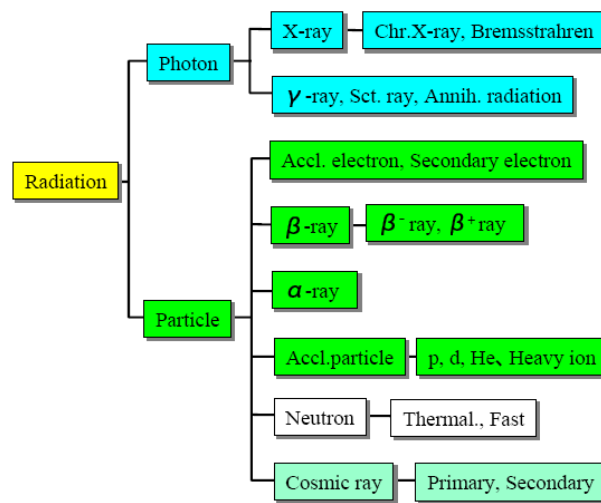 X-ray
Chr.X-ray, Bremsstrahren
Photon
γ-ray, Sct. ray, Annih. radiation
Radiation
Accl. electron, Secondary electron
β-ray
β⁻ ray, β⁺ ray
α-ray
Particle
Accl.particle
p, d, He、Heavy ion
Neutron
Thermal., Fast
Cosmic ray
Primary, Secondary